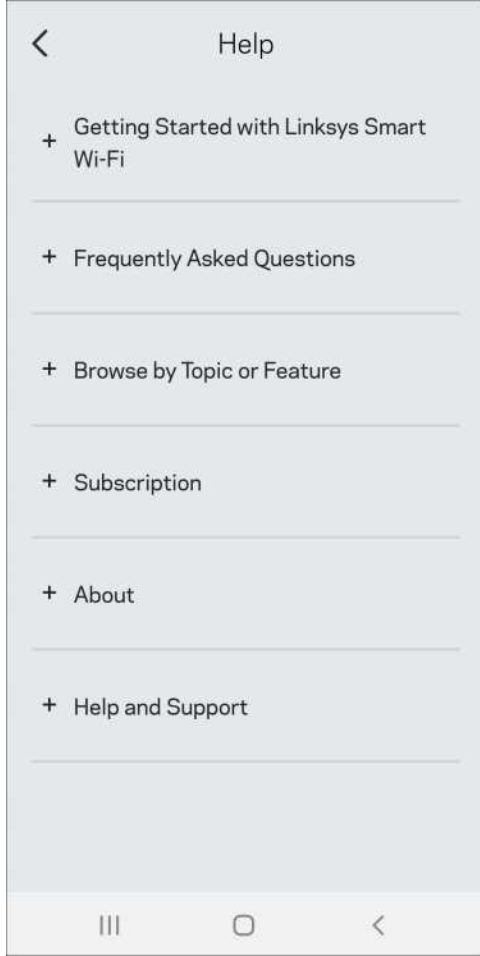 Help
+ Getting Started with Linksys Smart
Wi-Fi
+ Frequently Asked Questions
+ Browse by Topic or Feature
+ Subscription
+ About
+ Help and Support